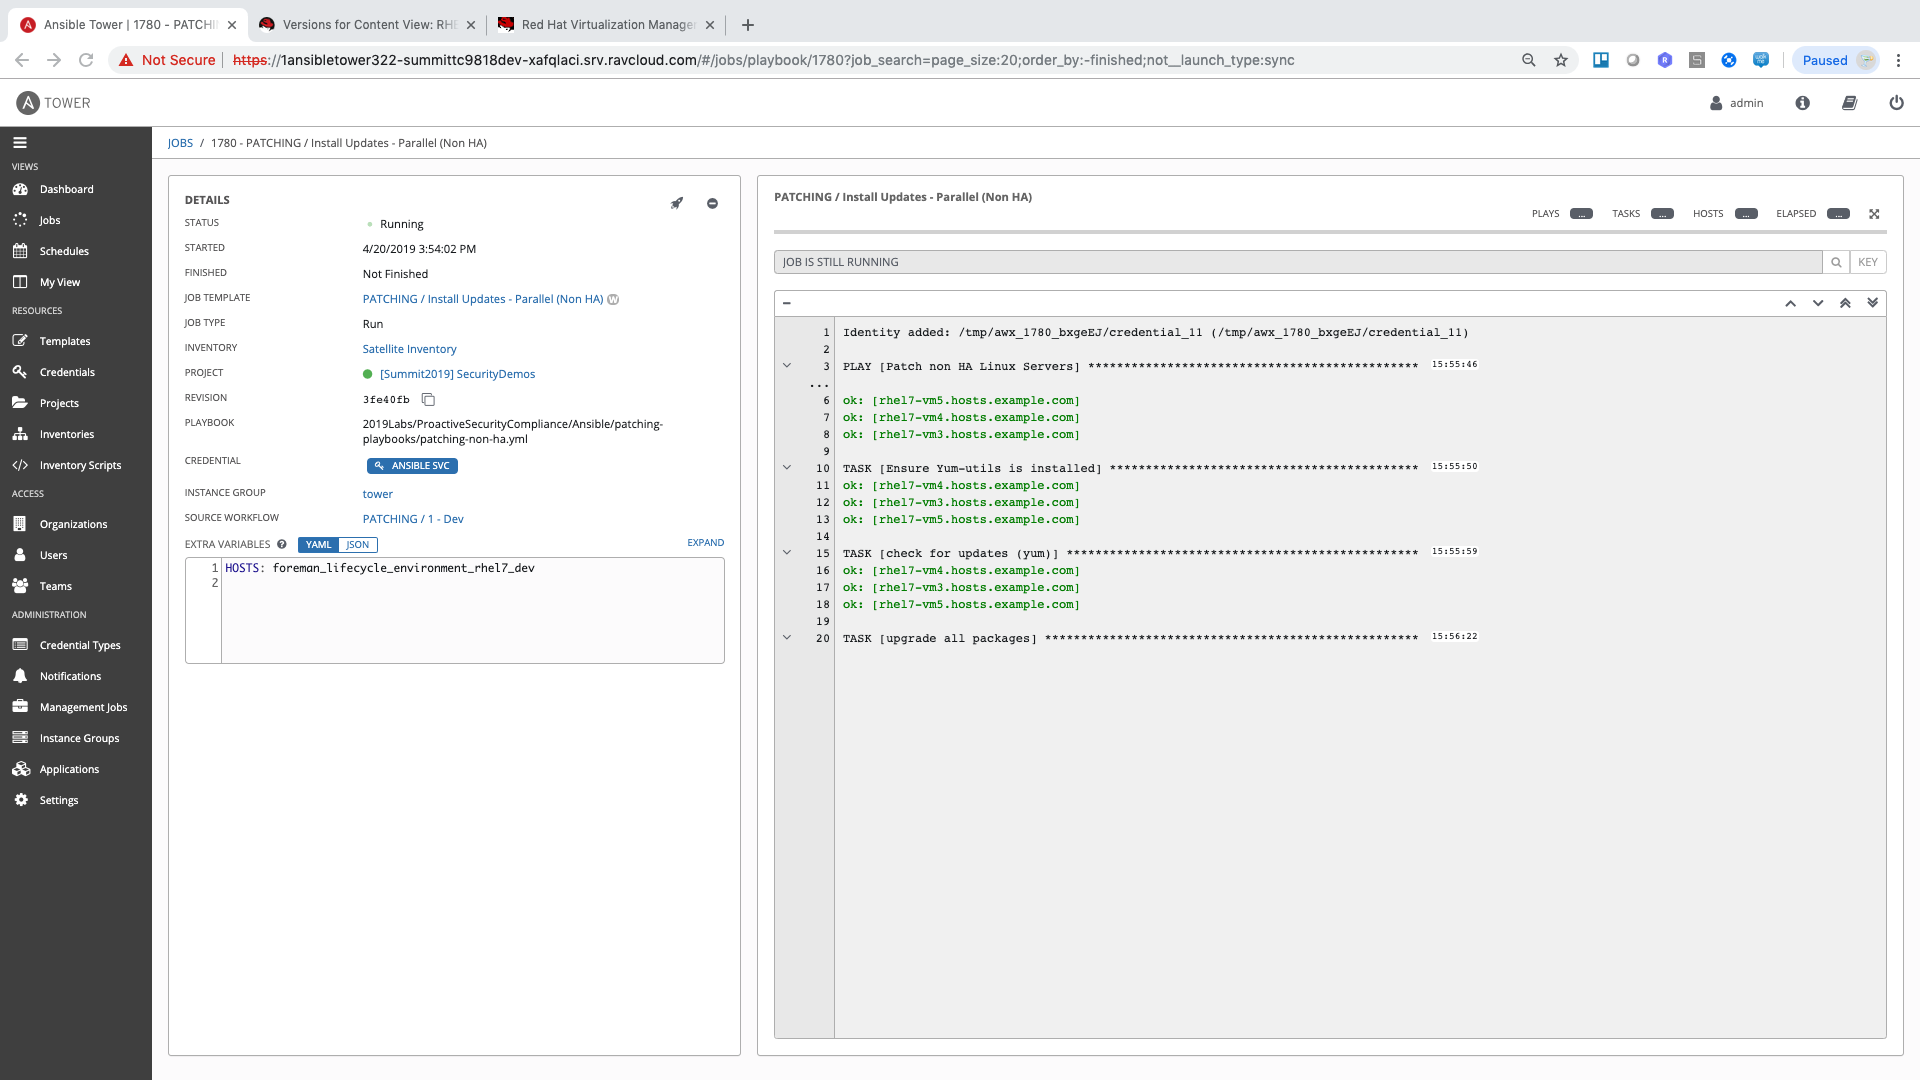 Ansible Tower | 1780 - PATCHI
Versions for Content View: RHE
Red Hat Virtualization Manage
Not Secure
https://1ansibletower322-summittc9818dev-xafqlaci.srv.ravcloud.com/#/jobs/playbook/1780?job_search=page_size:20;order_by:-finished;not__launch_type:sync
Paused
A TOWER
admin
VIEWS
Dashboard
Jobs
Schedules
My View
RESOURCES
Templates
Credentials
Projects
Inventories
Inventory Scripts
ACCESS
Organizations
Users
Teams
ADMINISTRATION
Credential Types
Notifications
Management Jobs
Instance Groups
Applications
Settings
JOBS / 1780 - PATCHING / Install Updates - Parallel (Non HA)
DETAILS
STATUS Running
STARTED 4/20/2019 3:54:02 PM
FINISHED Not Finished
JOB TEMPLATE PATCHING / Install Updates - Parallel (Non HA) W
JOB TYPE Run
INVENTORY Satellite Inventory
PROJECT [Summit2019] SecurityDemos
REVISION 3fe40fb
PLAYBOOK 2019Labs/ProactiveSecurityCompliance/Ansible/patching-
playbooks/patching-non-ha.yml
CREDENTIAL ANSIBLE SVC
INSTANCE GROUP tower
SOURCE WORKFLOW PATCHING / 1 - Dev
EXTRA VARIABLES ? YAML JSON EXPAND
1 HOSTS: foreman_lifecycle_environment_rhel7_dev
2
PATCHING / Install Updates - Parallel (Non HA)
PLAYS ... TASKS ... HOSTS ... ELAPSED ...
JOB IS STILL RUNNING KEY
1 Identity added: /tmp/awx_1780_bxgeEJ/credential_11 (/tmp/awx_1780_bxgeEJ/credential_11)
2
3 PLAY [Patch non HA Linux Servers] ********************************************** 15:55:46
...
6 ok: [rhel7-vm5.hosts.example.com]
7 ok: [rhel7-vm4.hosts.example.com]
8 ok: [rhel7-vm3.hosts.example.com]
9
10 TASK [Ensure Yum-utils is installed] ******************************************* 15:55:50
11 ok: [rhel7-vm4.hosts.example.com]
12 ok: [rhel7-vm3.hosts.example.com]
13 ok: [rhel7-vm5.hosts.example.com]
14
15 TASK [check for updates (yum)] ************************************************* 15:55:59
16 ok: [rhel7-vm4.hosts.example.com]
17 ok: [rhel7-vm3.hosts.example.com]
18 ok: [rhel7-vm5.hosts.example.com]
19
20 TASK [upgrade all packages] **************************************************** 15:56:22